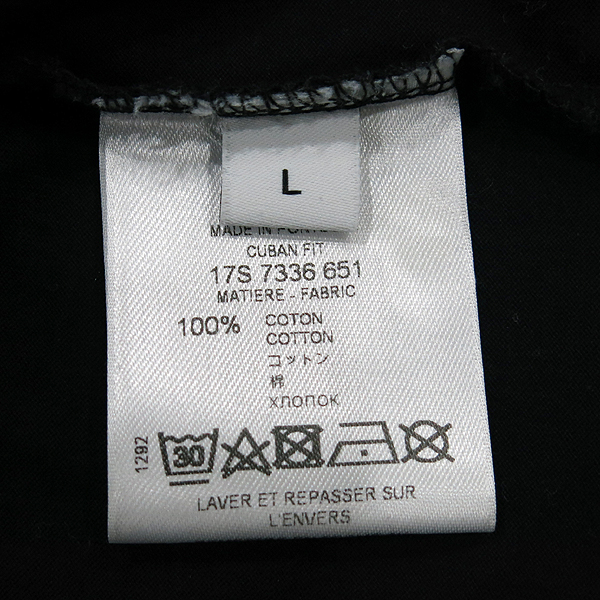 L
MADE IN
CUBAN FIT
17S 7336 651
MATIERE - FABRIC
100% COTON
COTTON
コットン
棉
ХЛОПОК
1292
30
LAVER ET REPASSER SUR
L'ENVERS